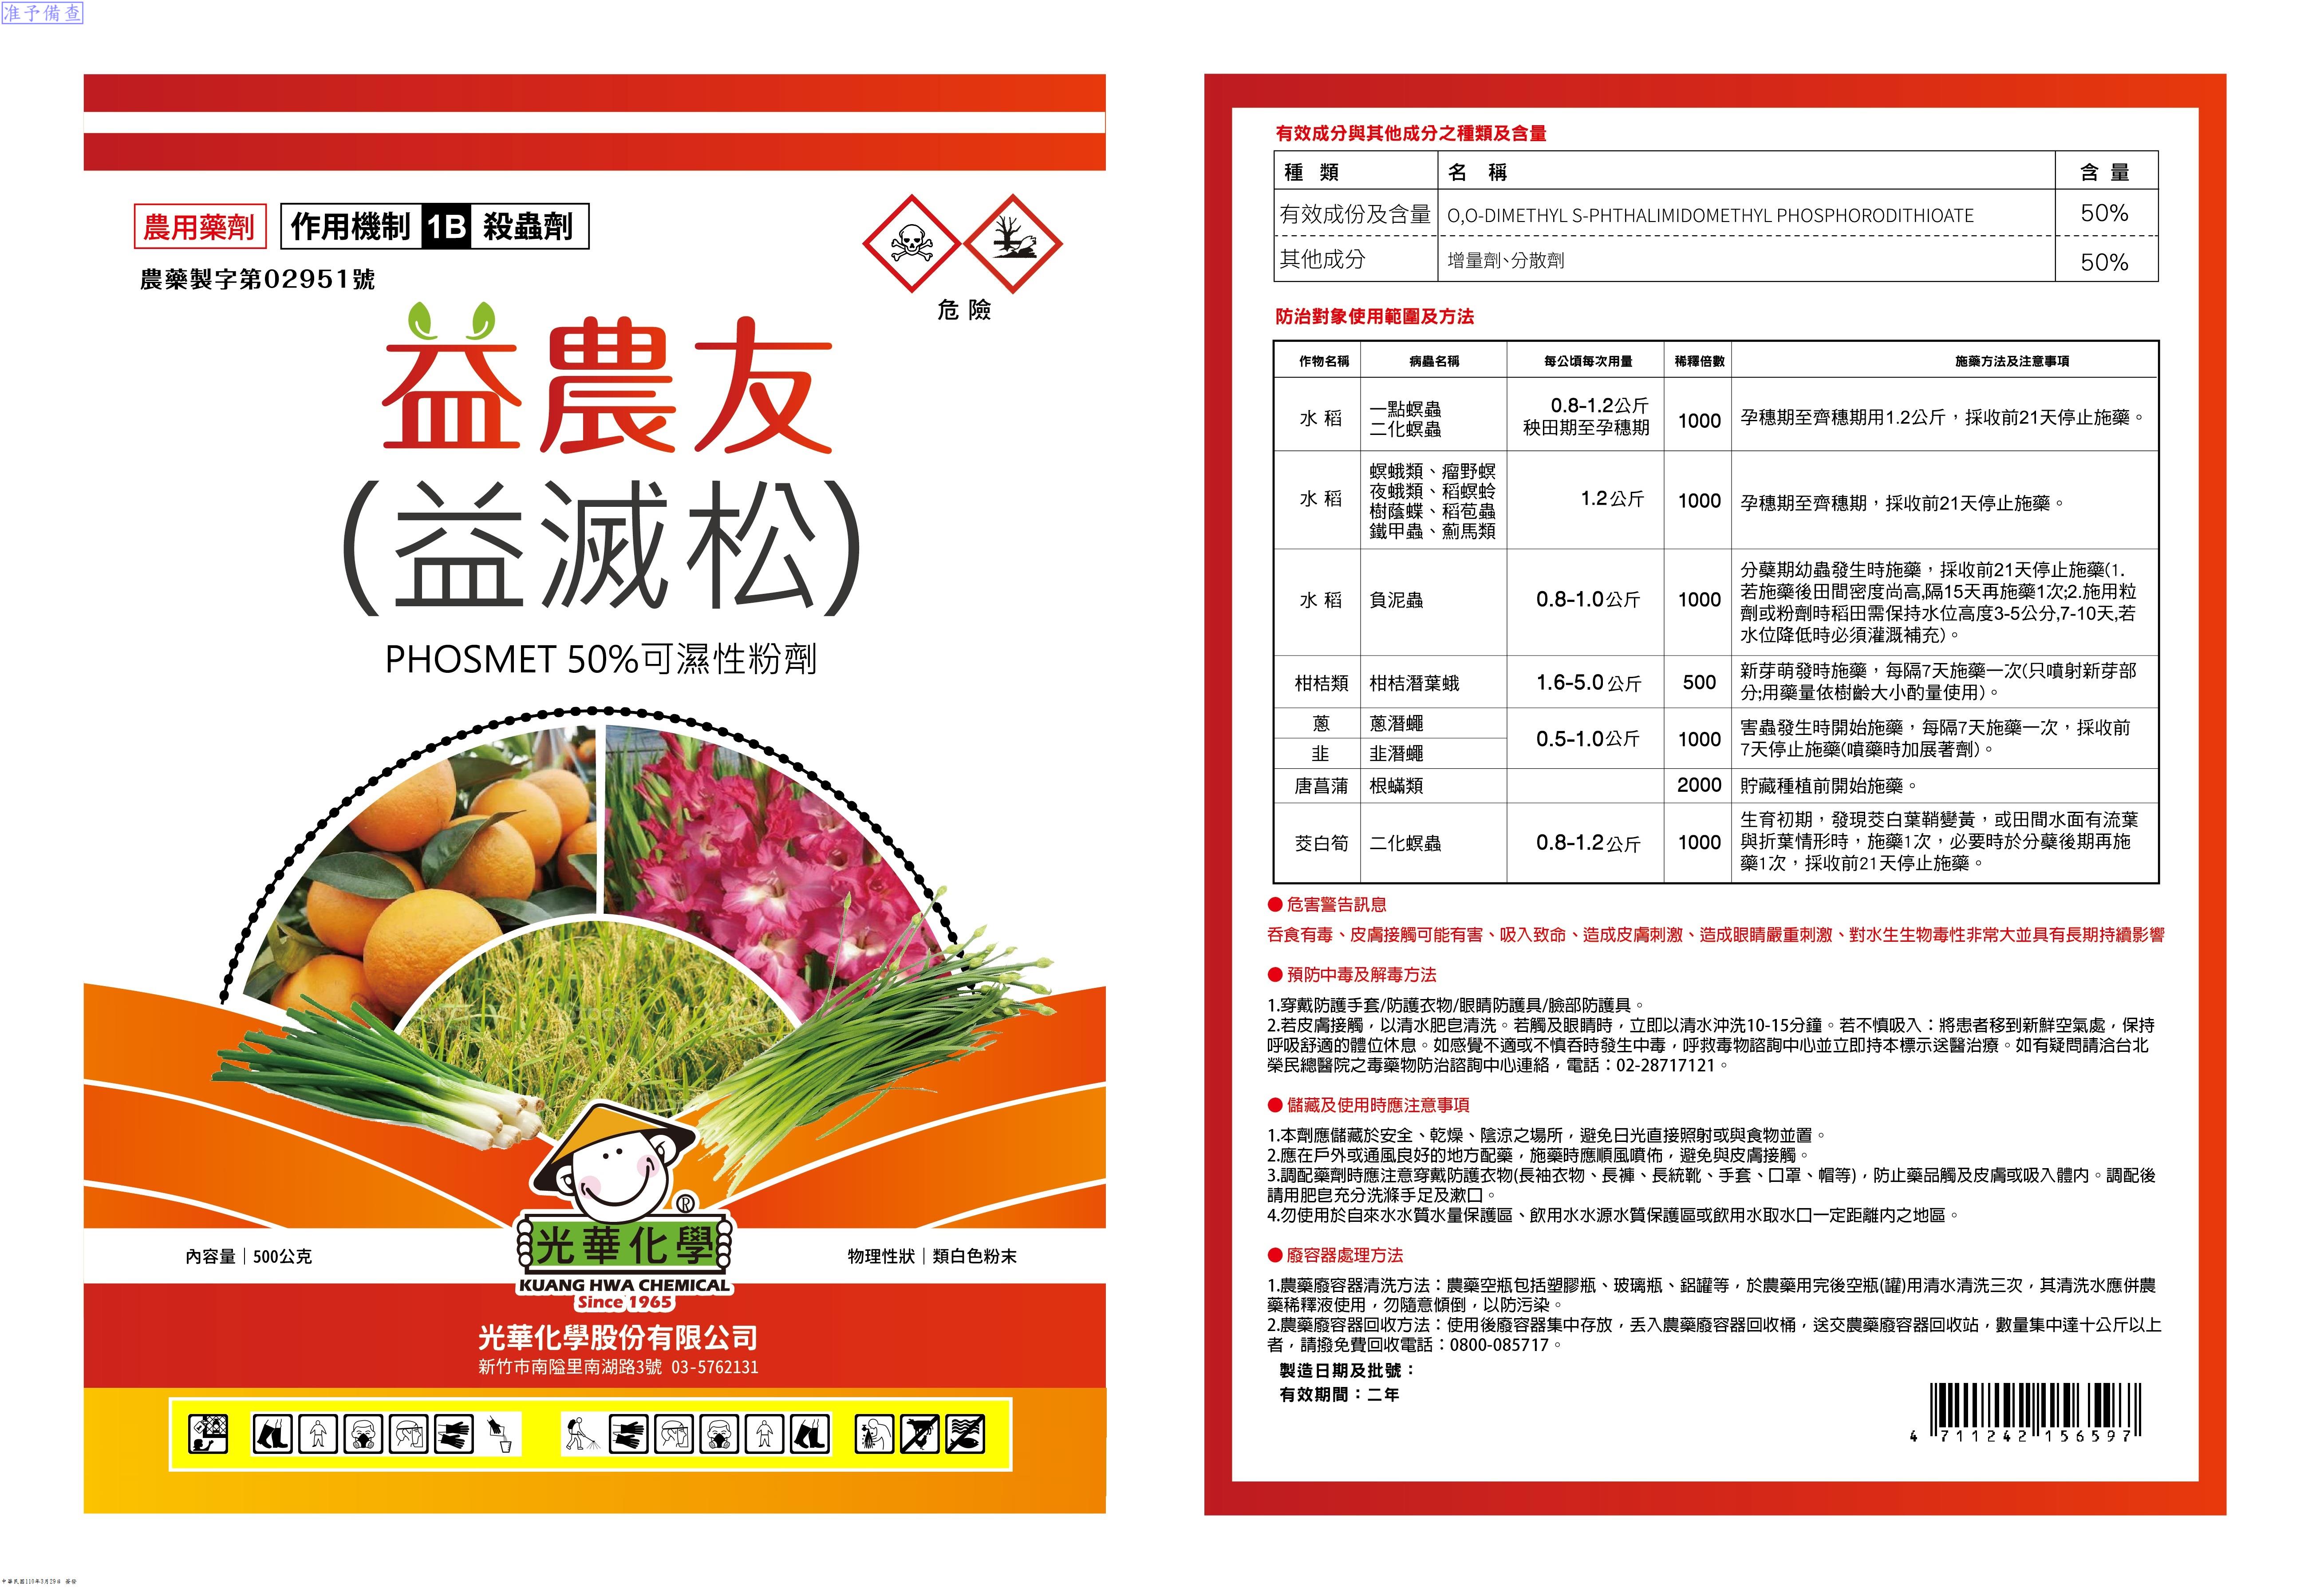 准予備查
農用藥劑 作用機制 1B 殺蟲劑
農藥製字第02951號
危險
益農友
(益滅松)
PHOSMET 50%可濕性粉劑
®
光華化學
KUANG HWA CHEMICAL
Since 1965
內容量|500公克
物理性狀|類白色粉末
光華化學股份有限公司
新竹市南隘里南湖路3號 03-5762131
有效成分與其他成分之種類及含量
種類 名稱 含量
有效成份及含量 O,O-DIMETHYL S-PHTHALIMIDOMETHYL PHOSPHORODITHIOATE 50%
其他成分 增量劑、分散劑 50%
防治對象使用範圍及方法
作物名稱 病蟲名稱 每公頃每次用量 稀釋倍數 施藥方法及注意事項
水稻 一點螟蟲 0.8-1.2公斤 1000 孕穗期至齊穗期用1.2公斤，採收前21天停止施藥。
二化螟蟲 秧田期至孕穗期
水稻 螟蛾類、瘤野螟 1.2公斤 1000 孕穗期至齊穗期，採收前21天停止施藥。
夜蛾類、稻螟蛉
樹蔭蝶、稻苞蟲
鐵甲蟲、薊馬類
水稻 負泥蟲 0.8-1.0公斤 1000 分蘗期幼蟲發生時施藥，採收前21天停止施藥(1.
若施藥後田間密度尚高,隔15天再施藥1次;2.施用粒
劑或粉劑時稻田需保持水位高度3-5公分,7-10天,若
水位降低時必須灌溉補充)。
柑桔類 柑桔潛葉蛾 1.6-5.0公斤 500 新芽萌發時施藥，每隔7天施藥一次(只噴射新芽部
分;用藥量依樹齡大小酌量使用)。
蔥 蔥潛蠅 0.5-1.0公斤 1000 害蟲發生時開始施藥，每隔7天施藥一次，採收前
韭 韭潛蠅 7天停止施藥(噴藥時加展著劑)。
唐菖蒲 根蟎類 2000 貯藏種植前開始施藥。
茭白筍 二化螟蟲 0.8-1.2公斤 1000 生育初期，發現茭白葉鞘變黃，或田間水面有流葉
與折葉情形時，施藥1次，必要時於分蘗後期再施
藥1次，採收前21天停止施藥。
●危害警告訊息
吞食有毒、皮膚接觸可能有害、吸入致命、造成皮膚刺激、造成眼睛嚴重刺激、對水生生物毒性非常大並具有長期持續影響
●預防中毒及解毒方法
1.穿戴防護手套/防護衣物/眼睛防護具/臉部防護具。
2.若皮膚接觸，以清水肥皂清洗。若觸及眼睛時，立即以清水沖洗10-15分鐘。若不慎吸入：將患者移到新鮮空氣處，保持
呼吸舒適的體位休息。如感覺不適或不慎吞時發生中毒，呼救毒物諮詢中心並立即持本標示送醫治療。如有疑問請洽台北
榮民總醫院之毒藥物防治諮詢中心連絡，電話：02-28717121。
●儲藏及使用時應注意事項
1.本劑應儲藏於安全、乾燥、陰涼之場所，避免日光直接照射或與食物並置。
2.應在戶外或通風良好的地方配藥，施藥時應順風噴佈，避免與皮膚接觸。
3.調配藥劑時應注意穿戴防護衣物(長袖衣物、長褲、長統靴、手套、口罩、帽等)，防止藥品觸及皮膚或吸入體內。調配後
請用肥皂充分洗滌手足及漱口。
4.勿使用於自來水水質水量保護區、飲用水水源水質保護區或飲用水取水口一定距離內之地區。
●廢容器處理方法
1.農藥廢容器清洗方法：農藥空瓶包括塑膠瓶、玻璃瓶、鋁罐等，於農藥用完後空瓶(罐)用清水清洗三次，其清洗水應併農
藥稀釋液使用，勿隨意傾倒，以防污染。
2.農藥廢容器回收方法：使用後廢容器集中存放，丟入農藥廢容器回收桶，送交農藥廢容器回收站，數量集中達十公斤以上
者，請撥免費回收電話：0800-085717。
製造日期及批號：
有效期間：二年
4 711242 156597